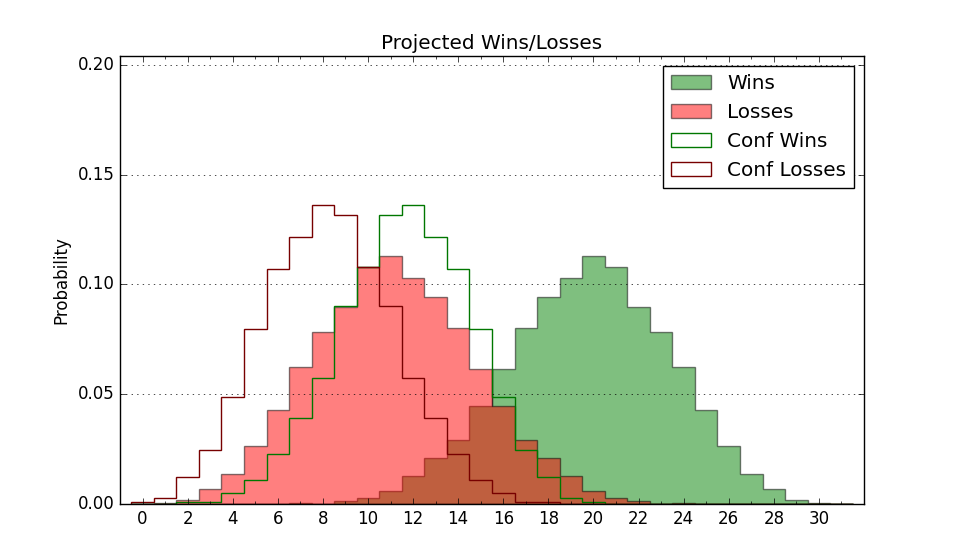 Projected Wins/Losses
Wins
Losses
Conf Wins
Conf Losses
Probability
0.20
0.15
0.10
0.05
0.00
0 2 4 6 8 10 12 14 16 18 20 22 24 26 28 30